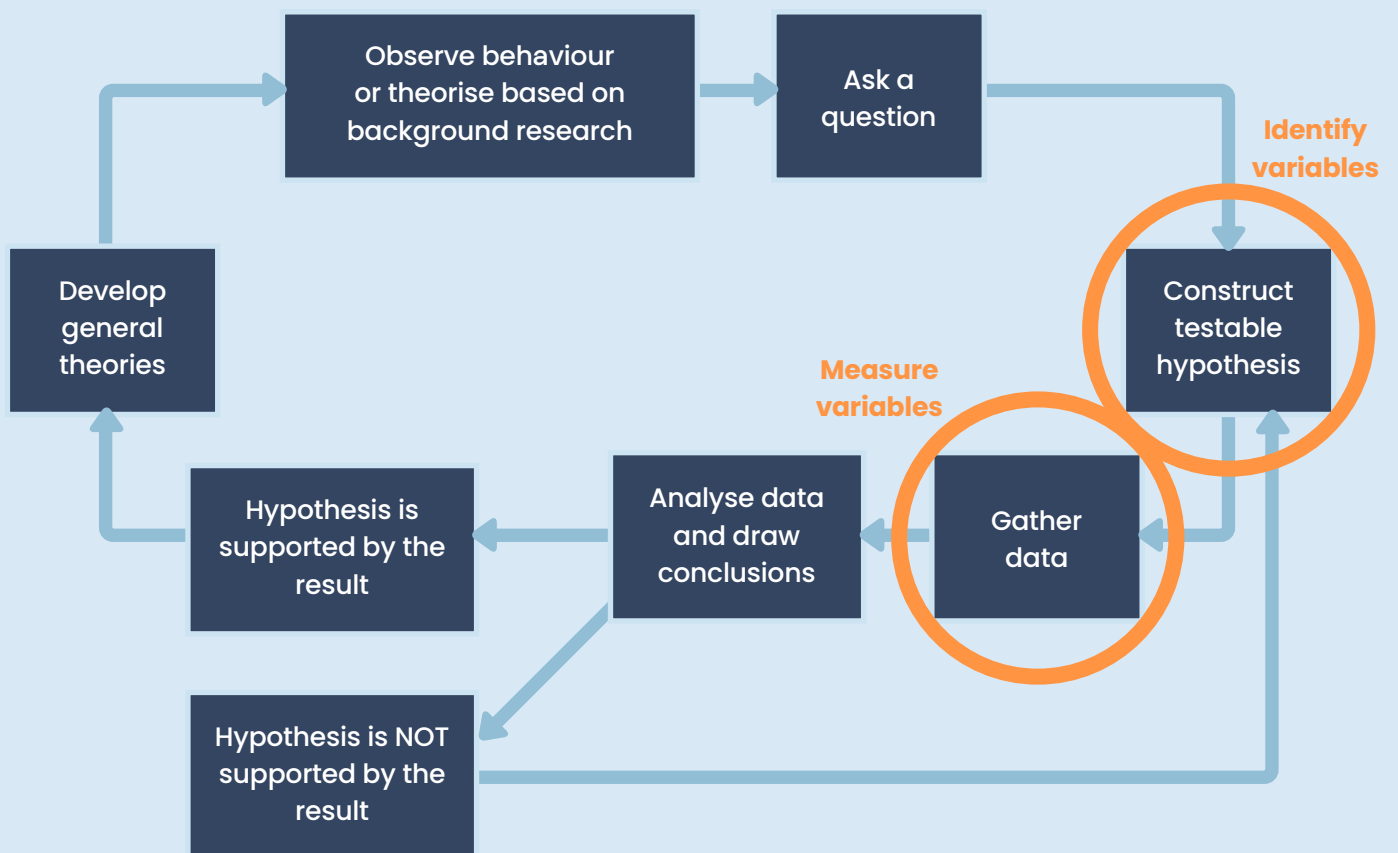 Observe behaviour
or theorise based on
background research
Ask a
question
Identify
variables
Construct
testable
hypothesis
Measure
variables
Gather
data
Analyse data
and draw
conclusions
Hypothesis is
supported by the
result
Hypothesis is NOT
supported by the
result
Develop
general
theories